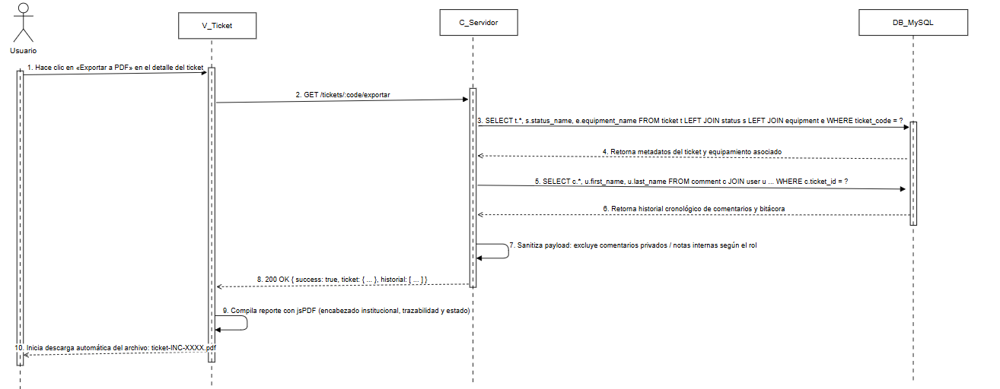 V_Ticket
C_Servidor
DB_MySQL
Usuario
1. Hace clic en «Exportar a PDF» en el detalle del ticket
2. GET /tickets/:code/exportar
3. SELECT t.*, s.status_name, e.equipment_name FROM ticket t LEFT JOIN status s LEFT JOIN equipment e WHERE ticket_code = ?
4. Retorna metadatos del ticket y equipamiento asociado
5. SELECT c.*, u.first_name, u.last_name FROM comment c JOIN user u ... WHERE c.ticket_id = ?
6. Retorna historial cronológico de comentarios y bitácora
7. Sanitiza payload: excluye comentarios privados / notas internas según el rol
8. 200 OK { success: true, ticket: { ... }, historial: [ ... ] }
9. Compila reporte con jsPDF (encabezado institucional, trazabilidad y estado)
10. Inicia descarga automática del archivo: ticket-INC-XXXX.pdf